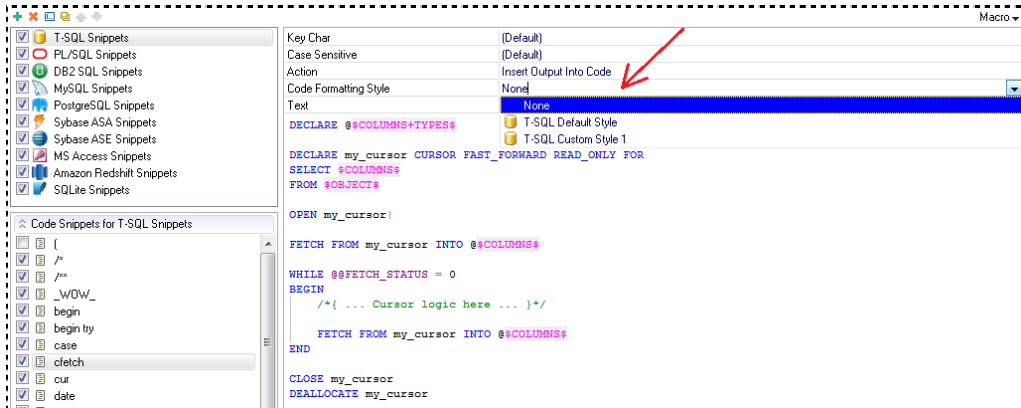 Macro
T-SQL Snippets
PL/SQL Snippets
DB2 SQL Snippets
MySQL Snippets
PostgreSQL Snippets
Sybase ASA Snippets
Sybase ASE Snippets
MS Access Snippets
Amazon Redshift Snippets
SQLite Snippets
Code Snippets for T-SQL Snippets
(
/*
/**
_WOW_
begin
begin try
case
cfetch
cur
date
Key Char (Default)
Case Sensitive (Default)
Action Insert Output Into Code
Code Formatting Style None
Text
None
T-SQL Default Style
T-SQL Custom Style 1
DECLARE @$COLUMNS+TYPES$
DECLARE my_cursor CURSOR FAST_FORWARD READ_ONLY FOR
SELECT $COLUMNS$
FROM $OBJECT$
OPEN my_cursor
FETCH FROM my_cursor INTO @$COLUMNS$
WHILE @@FETCH_STATUS = 0
BEGIN
/*{ ... Cursor logic here ... }*/
FETCH FROM my_cursor INTO @$COLUMNS$
END
CLOSE my_cursor
DEALLOCATE my_cursor